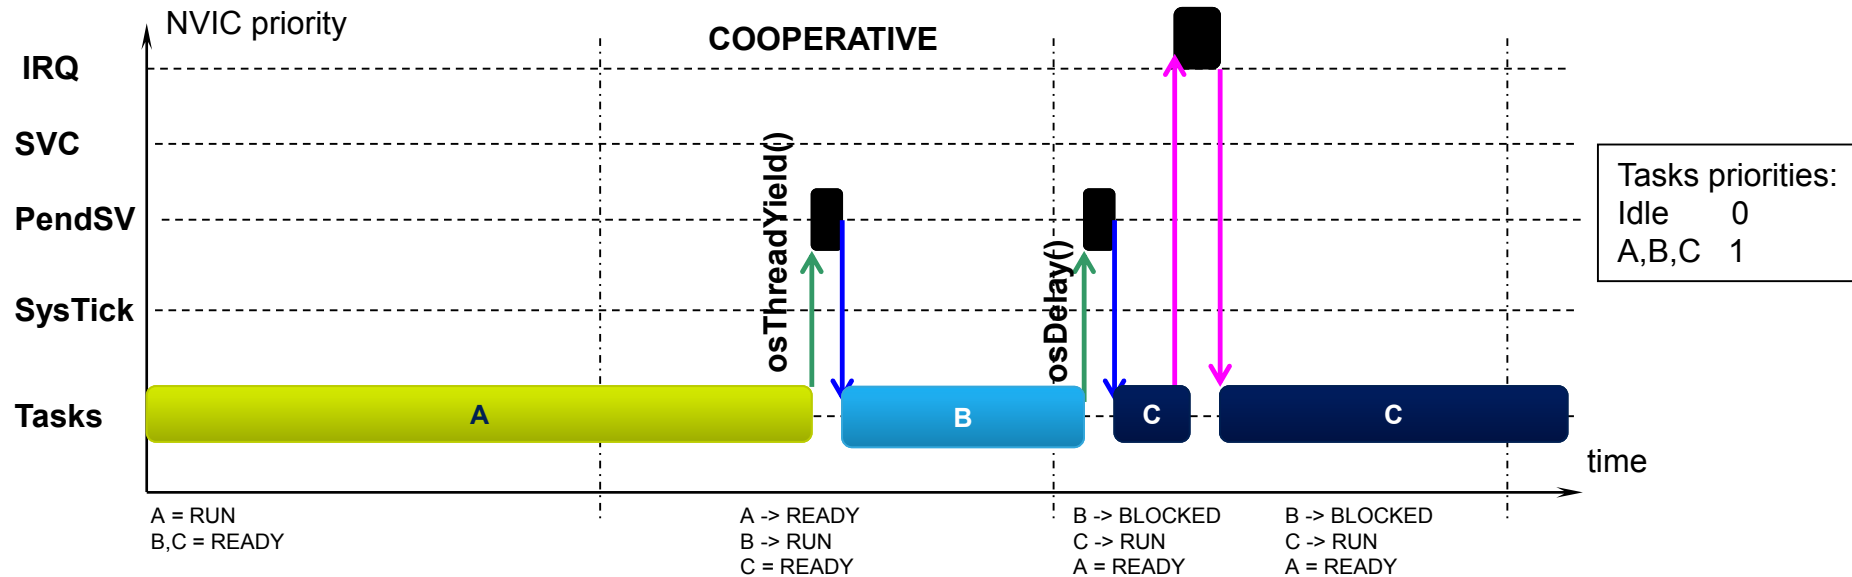 NVIC priority
COOPERATIVE
IRQ
SVC
PendSV
SysTick
Tasks
osThreadYield()
osDelay()
A
B
C
C
time
Tasks priorities:
Idle 0
A,B,C 1
A = RUN
B,C = READY
A -> READY
B -> RUN
C = READY
B -> BLOCKED
C -> RUN
A = READY
B -> BLOCKED
C -> RUN
A = READY